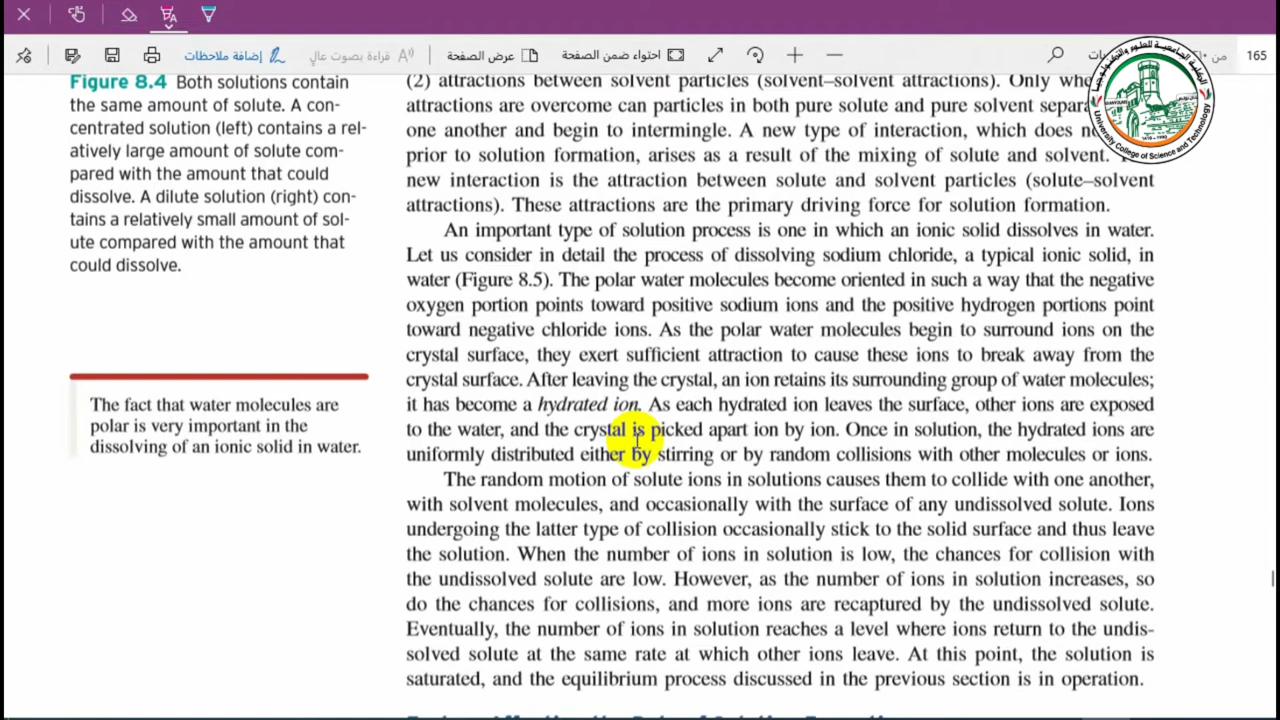 إضافة ملاحظات
قراءة بصوت عالٍ
عرض الصفحة
احتواء ضمن الصفحة
من
165
University College of Science and Technology
Figure 8.4 Both solutions contain
the same amount of solute. A con-
centrated solution (left) contains a rel-
atively large amount of solute com-
pared with the amount that could
dissolve. A dilute solution (right) con-
tains a relatively small amount of sol-
ute compared with the amount that
could dissolve.
The fact that water molecules are
polar is very important in the
dissolving of an ionic solid in water.
(2) attractions between solvent particles (solvent–solvent attractions). Only
attractions are overcome can particles in both pure solute and pure solvent
one another and begin to intermingle. A new type of interaction, which does
prior to solution formation, arises as a result of the mixing of solute and solvent.
new interaction is the attraction between solute and solvent particles (solute–solvent
attractions). These attractions are the primary driving force for solution formation.
An important type of solution process is one in which an ionic solid dissolves in water.
Let us consider in detail the process of dissolving sodium chloride, a typical ionic solid, in
water (Figure 8.5). The polar water molecules become oriented in such a way that the negative
oxygen portion points toward positive sodium ions and the positive hydrogen portions point
toward negative chloride ions. As the polar water molecules begin to surround ions on the
crystal surface, they exert sufficient attraction to cause these ions to break away from the
crystal surface. After leaving the crystal, an ion retains its surrounding group of water molecules;
it has become a hydrated ion. As each hydrated ion leaves the surface, other ions are exposed
to the water, and the crystal is picked apart ion by ion. Once in solution, the hydrated ions are
uniformly distributed either by stirring or by random collisions with other molecules or ions.
The random motion of solute ions in solutions causes them to collide with one another,
with solvent molecules, and occasionally with the surface of any undissolved solute. Ions
undergoing the latter type of collision occasionally stick to the solid surface and thus leave
the solution. When the number of ions in solution is low, the chances for collision with
the undissolved solute are low. However, as the number of ions in solution increases, so
do the chances for collisions, and more ions are recaptured by the undissolved solute.
Eventually, the number of ions in solution reaches a level where ions return to the undis-
solved solute at the same rate at which other ions leave. At this point, the solution is
saturated, and the equilibrium process discussed in the previous section is in operation.